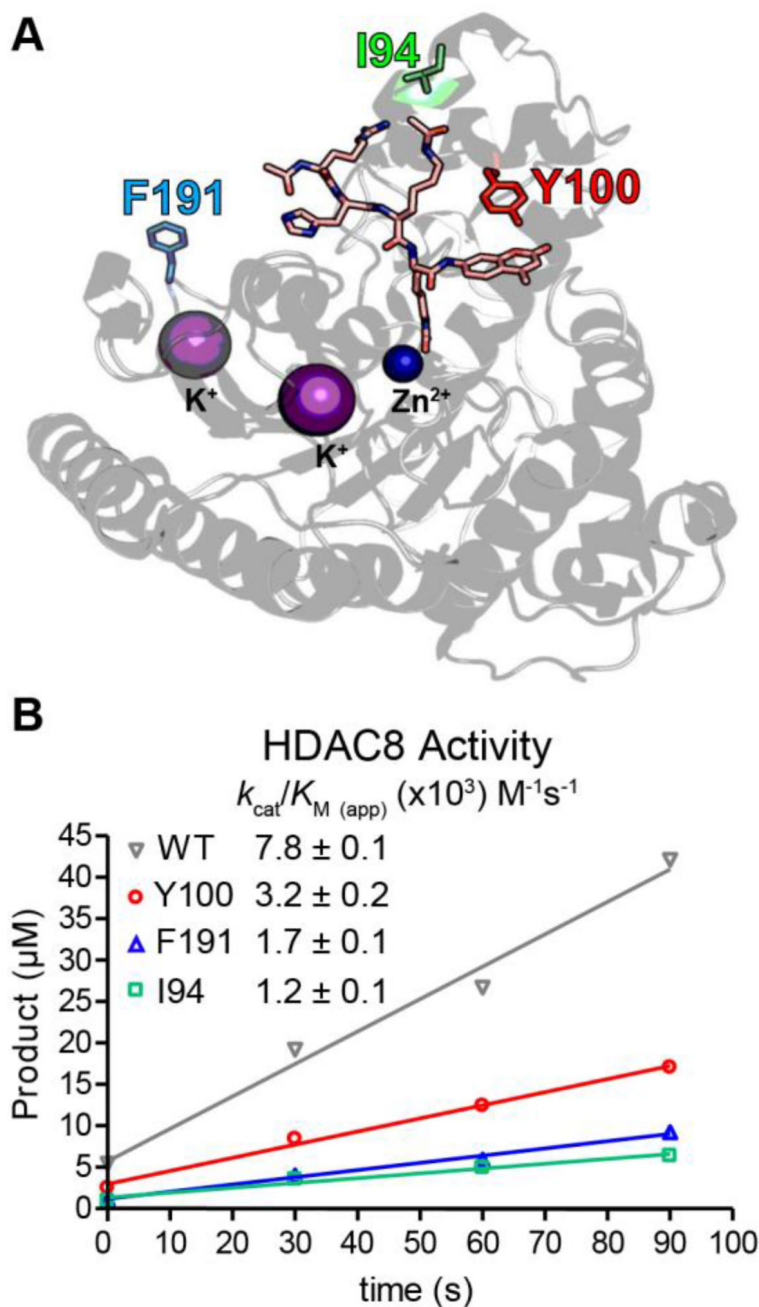 A
I94
F191
Y100
K⁺
Zn²⁺
K⁺
B
HDAC8 Activity
kcat/KM (app) (x10³) M⁻¹s⁻¹
WT 7.8 ± 0.1
Y100 3.2 ± 0.2
F191 1.7 ± 0.1
I94 1.2 ± 0.1
Product (µM)
45
40
35
30
25
20
15
10
5
0
0 10 20 30 40 50 60 70 80 90 100
time (s)